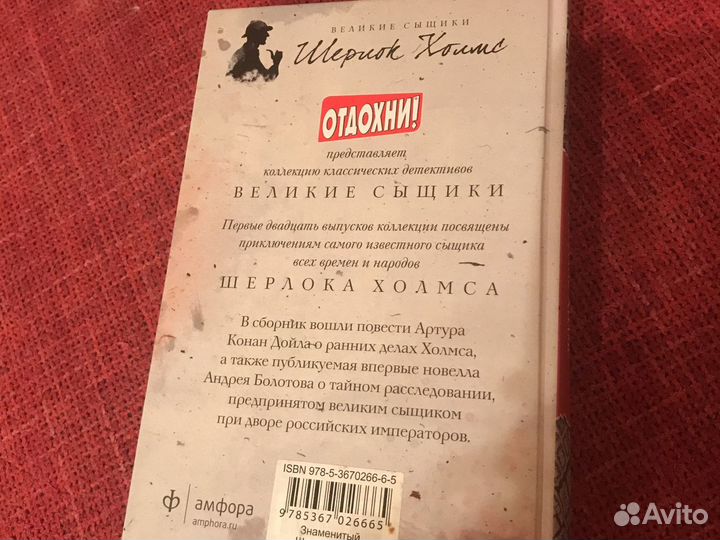 ВЕЛИКИЕ СЫЩИКИ
Шерлок Холмс
ОТДОХНИ!
представляет
коллекцию классических детективов
ВЕЛИКИЕ СЫЩИКИ
Первые двадцать выпусков коллекции посвящены
приключениям самого известного сыщика
всех времен и народов
ШЕРЛОКА ХОЛМСА
В сборник вошли повести Артура
Конан Дойла о ранних делах Холмса,
а также публикуемая впервые новелла
Андрея Болотова о тайном расследовании,
предпринятом великим сыщиком
при дворе российских императоров.
ISBN 978-5-3670266-6-5
ф амфора
amphora.ru
9 785367 026665
Знаменитый
Avito